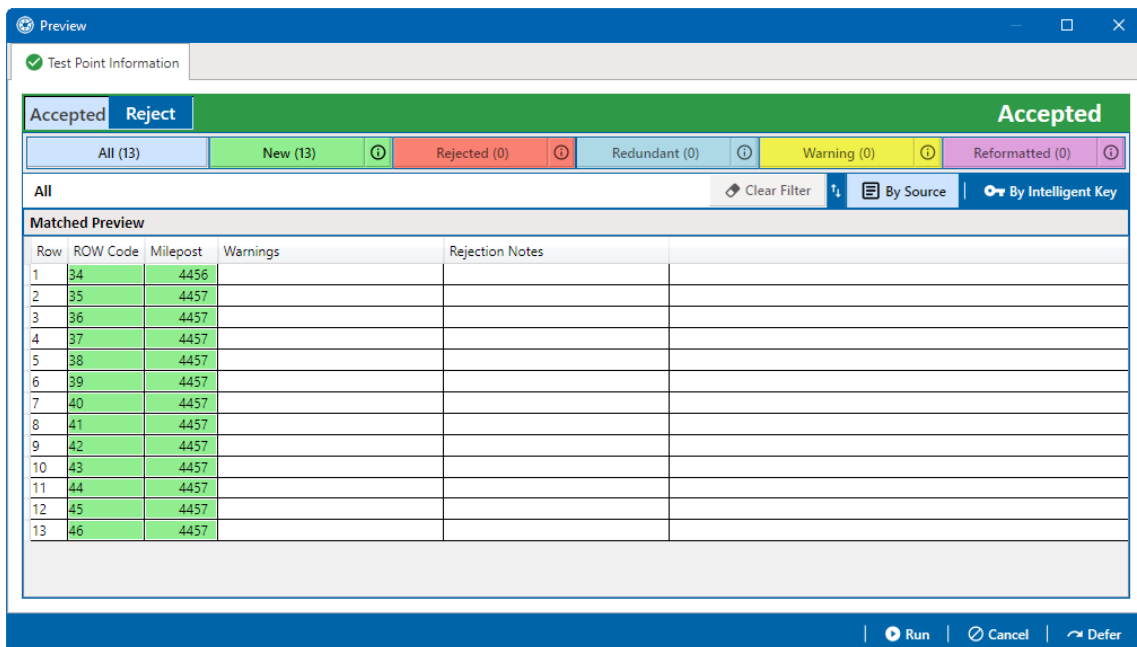 Preview
Test Point Information
Accepted Reject Accepted
All (13) New (13) Rejected (0) Redundant (0) Warning (0) Reformatted (0)
All Clear Filter By Source By Intelligent Key
Matched Preview
Row ROW Code Milepost Warnings Rejection Notes
1 34 4456
2 35 4457
3 36 4457
4 37 4457
5 38 4457
6 39 4457
7 40 4457
8 41 4457
9 42 4457
10 43 4457
11 44 4457
12 45 4457
13 46 4457
Run Cancel Defer